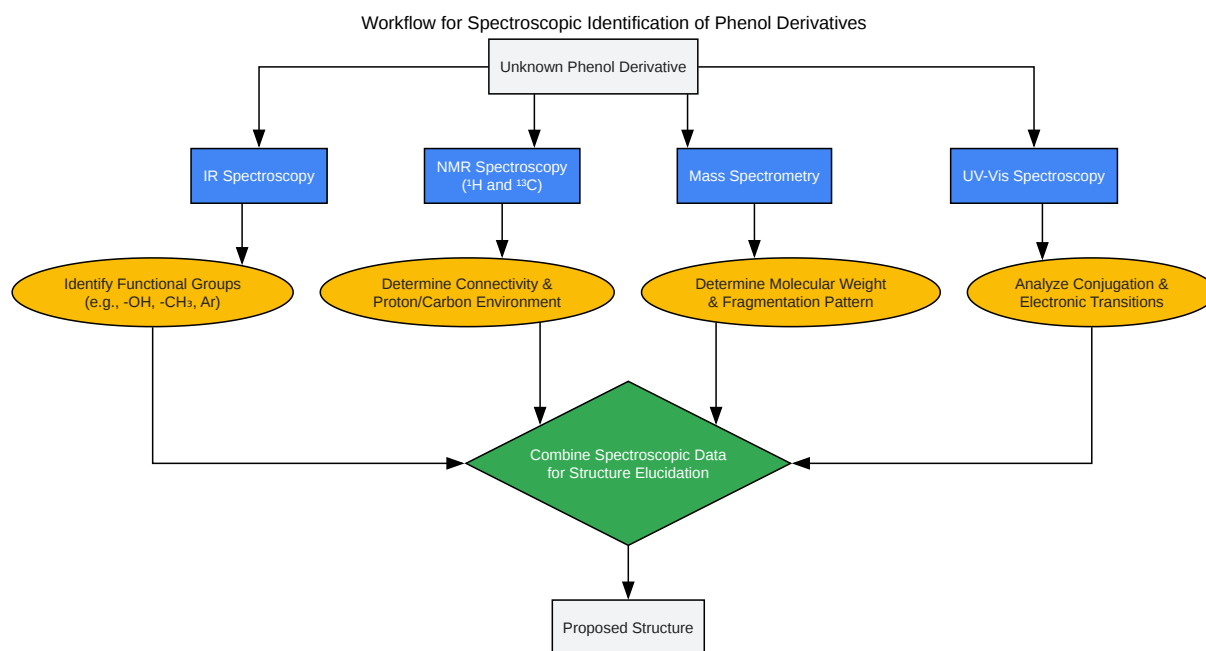 Workflow for Spectroscopic Identification of Phenol Derivatives
Unknown Phenol Derivative
IR Spectroscopy
NMR Spectroscopy
(¹H and ¹³C)
Mass Spectrometry
UV-Vis Spectroscopy
Identify Functional Groups
(e.g., -OH, -CH₃, Ar)
Determine Connectivity &
Proton/Carbon Environment
Determine Molecular Weight
& Fragmentation Pattern
Analyze Conjugation &
Electronic Transitions
Combine Spectroscopic Data
for Structure Elucidation
Proposed Structure